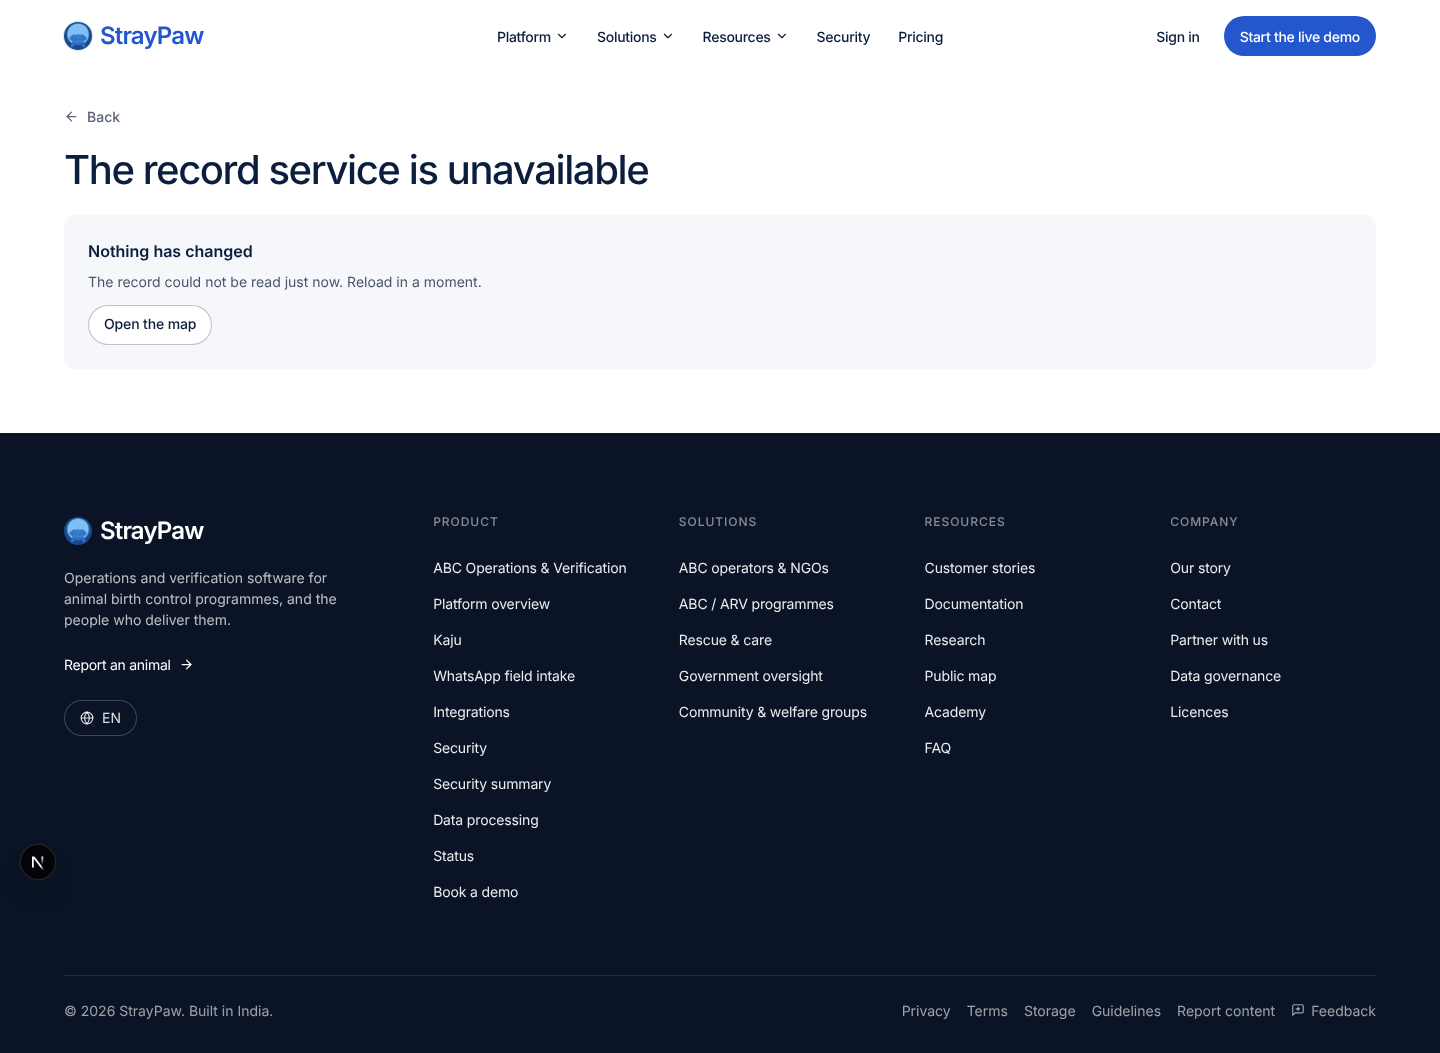 StrayPaw
Platform
Solutions
Resources
Security
Pricing
Sign in
Start the live demo
Back
The record service is unavailable
Nothing has changed
The record could not be read just now. Reload in a moment.
Open the map
StrayPaw
Operations and verification software for
animal birth control programmes, and the
people who deliver them.
Report an animal
EN
PRODUCT
ABC Operations & Verification
Platform overview
Kaju
WhatsApp field intake
Integrations
Security
Security summary
Data processing
Status
Book a demo
SOLUTIONS
ABC operators & NGOs
ABC / ARV programmes
Rescue & care
Government oversight
Community & welfare groups
RESOURCES
Customer stories
Documentation
Research
Public map
Academy
FAQ
COMPANY
Our story
Contact
Partner with us
Data governance
Licences
N
© 2026 StrayPaw. Built in India.
Privacy
Terms
Storage
Guidelines
Report content
Feedback